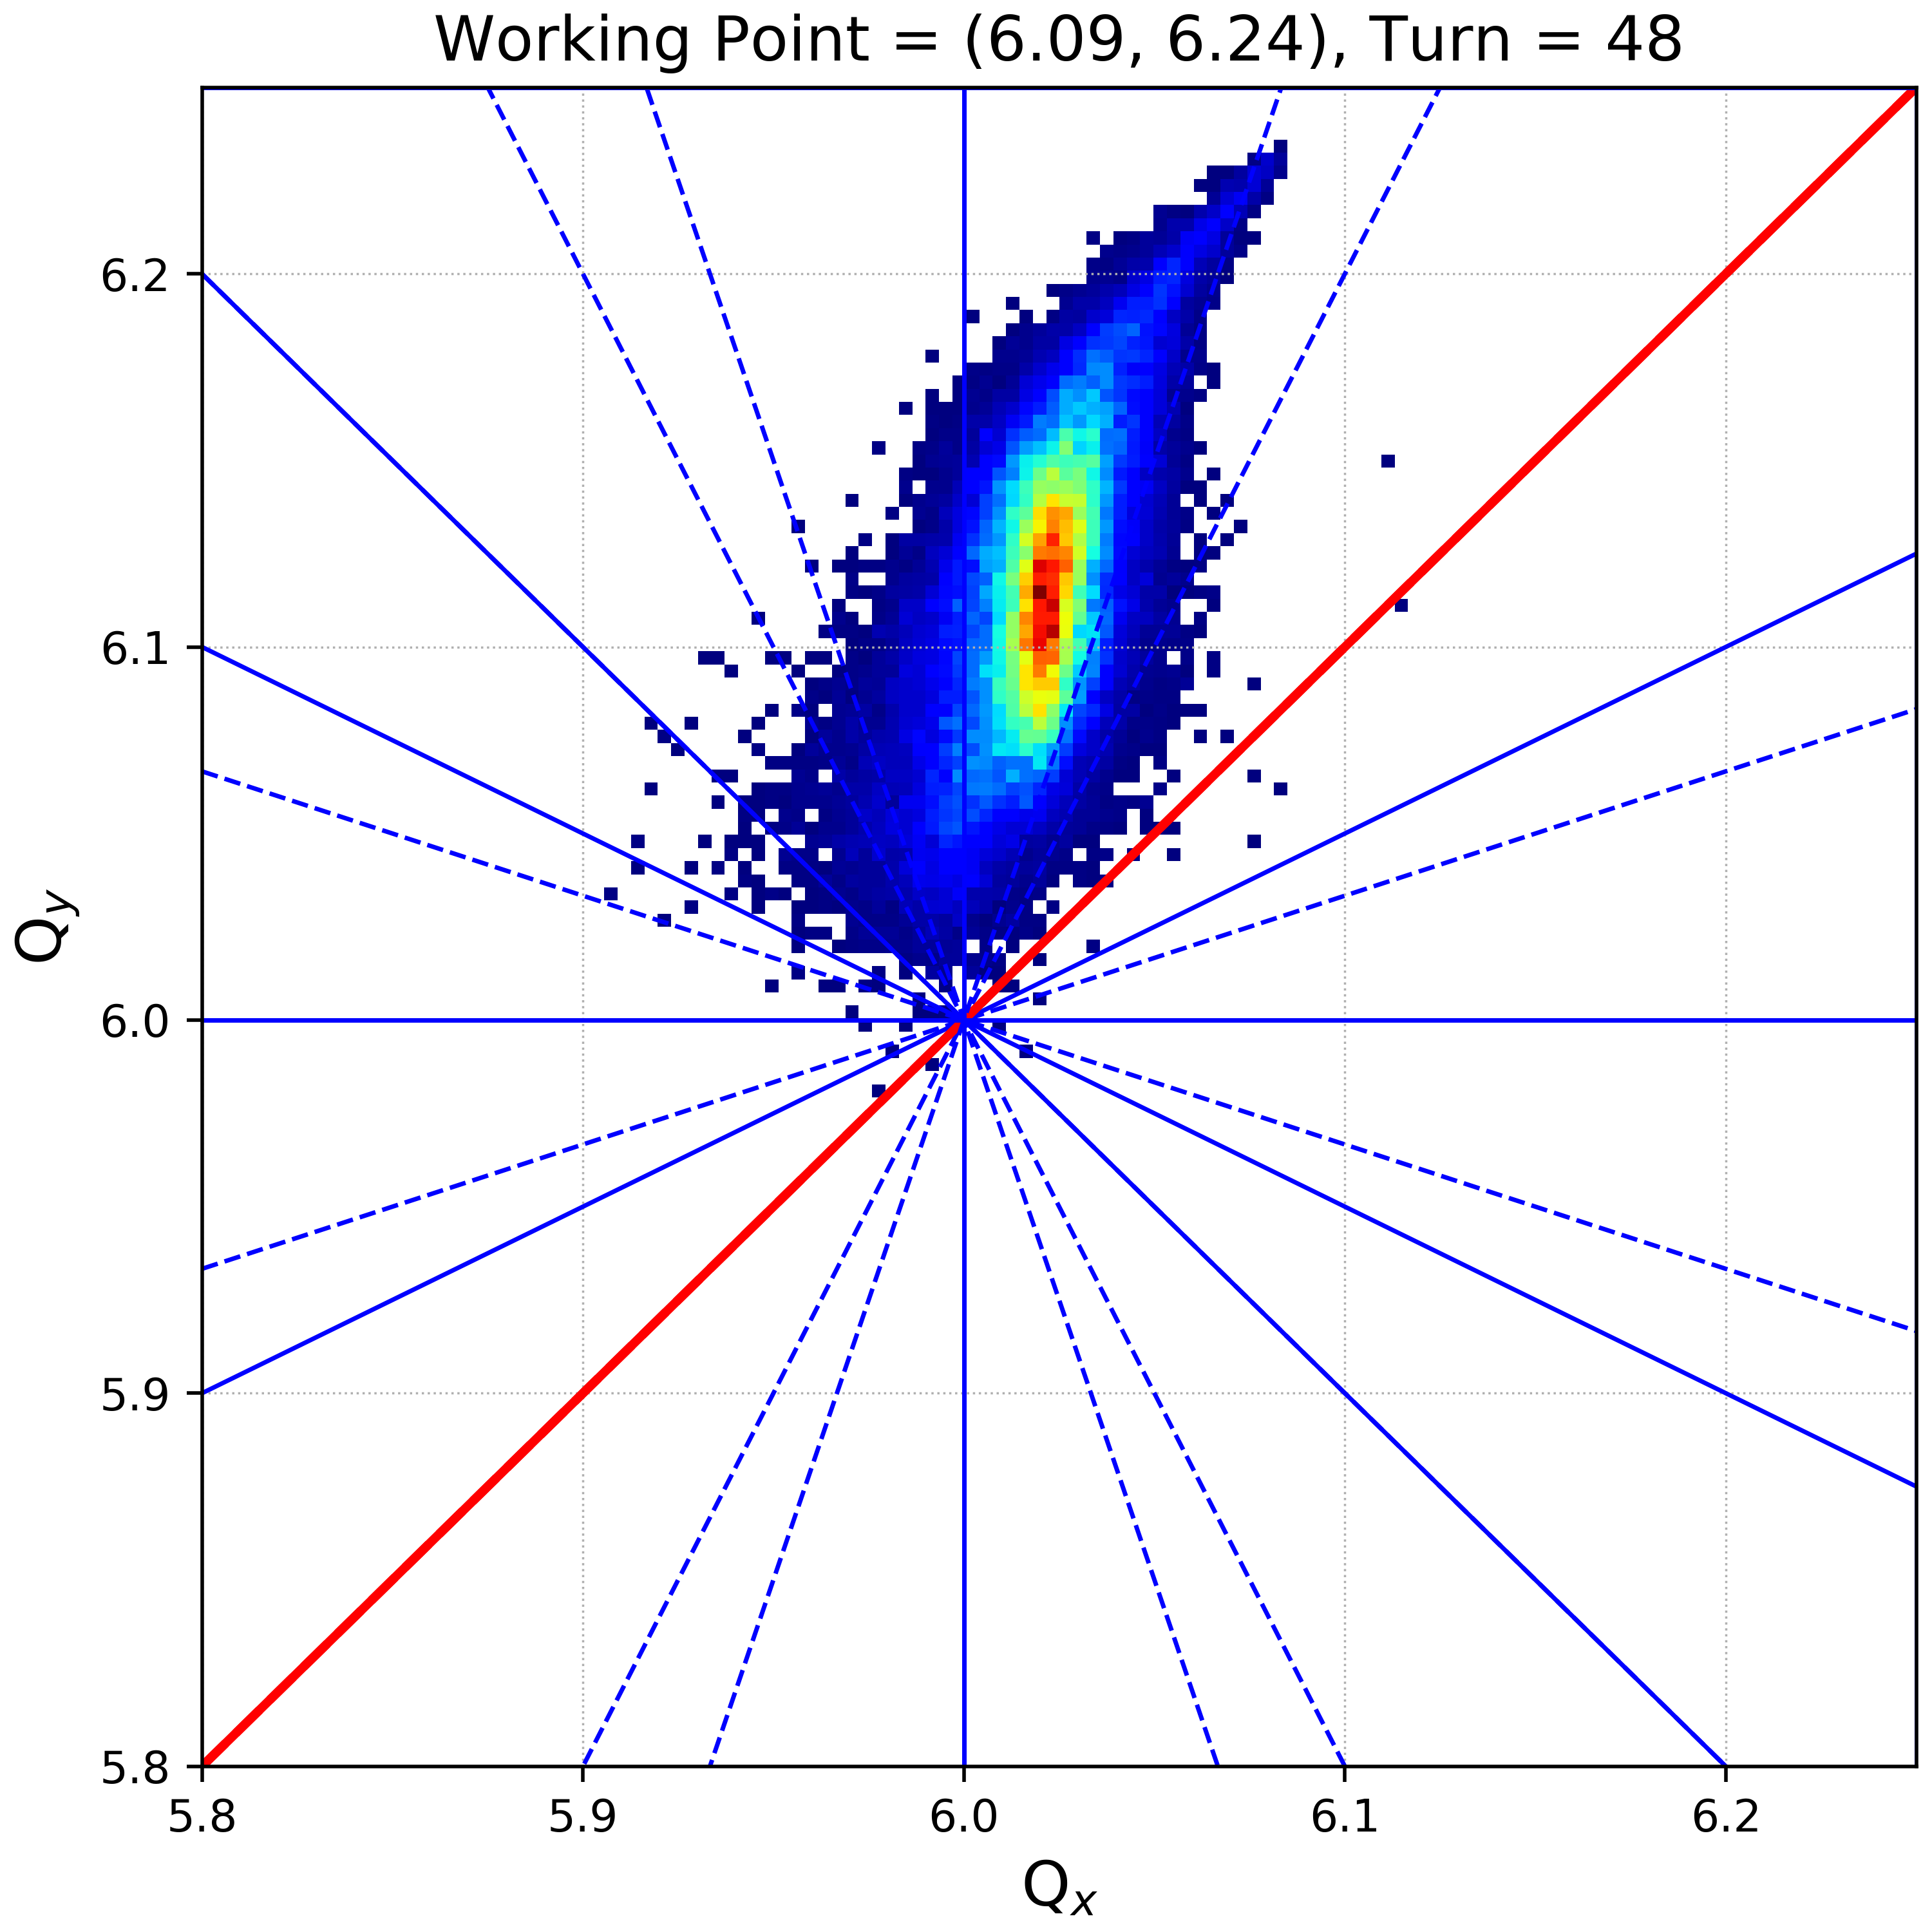 Working Point = (6.09, 6.24), Turn = 48
6.2
6.1
6.0
5.9
5.8
Qy
5.8 5.9 6.0 6.1 6.2
Qx